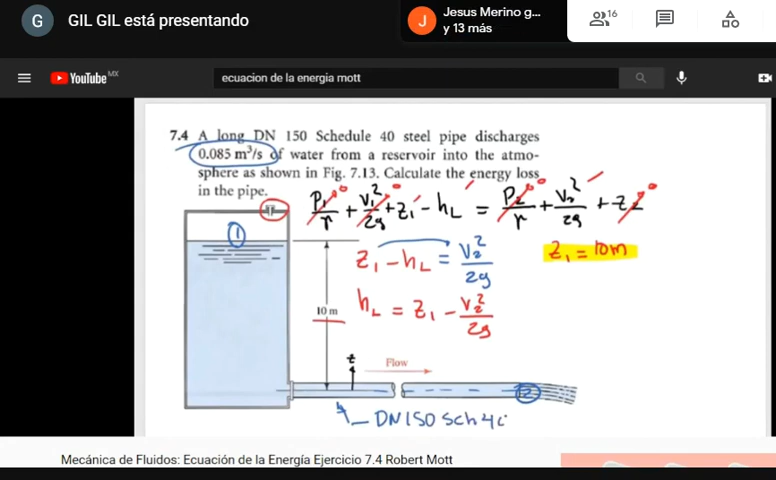 G GIL GIL está presentando
J Jesus Merino g...
y 13 más
16
YouTube MX
ecuacion de la energia mott
7.4 A long DN 150 Schedule 40 steel pipe discharges
0.085 m³/s of water from a reservoir into the atmo-
sphere as shown in Fig. 7.13. Calculate the energy loss
in the pipe.
P₁/r + V₁²/2g + z₁ - hL = P₂/r + V₂²/2g + z₂
1
z₁ - hL = V₂²/2g
z₁ = 10m
hL = z₁ - V₂²/2g
10 m
z
Flow
2
DN150 Sch 40
Mecánica de Fluidos: Ecuación de la Energía Ejercicio 7.4 Robert Mott